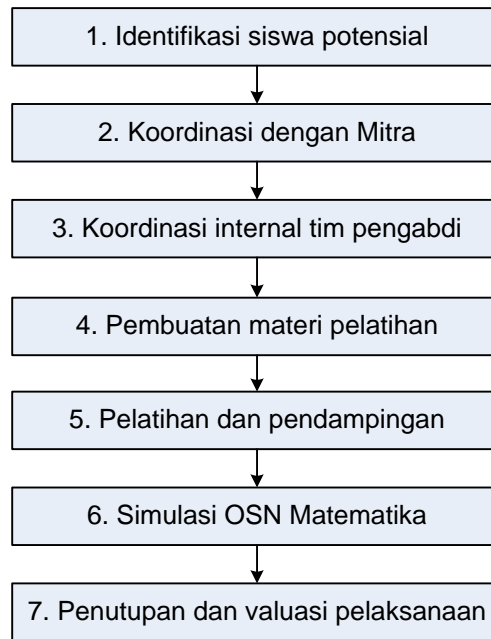 1. Identifikasi siswa potensial
2. Koordinasi dengan Mitra
3. Koordinasi internal tim pengabdi
4. Pembuatan materi pelatihan
5. Pelatihan dan pendampingan
6. Simulasi OSN Matematika
7. Penutupan dan valuasi pelaksanaan